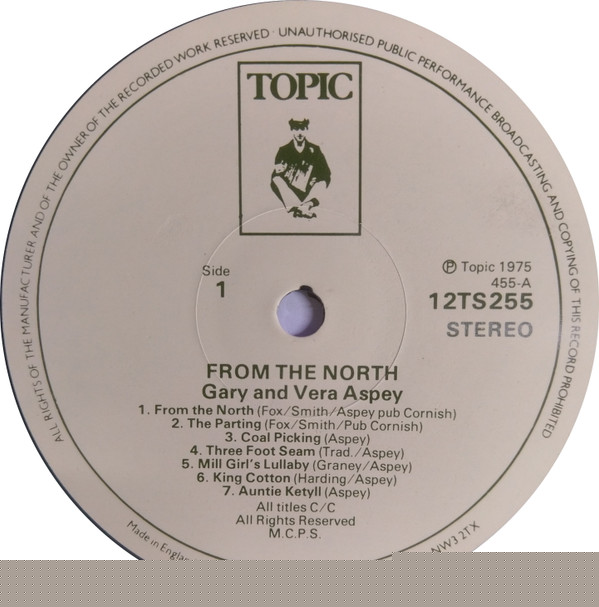 ALL RIGHTS OF THE MANUFACTURER AND OF THE OWNER OF THE RECORDED WORK RESERVED · UNAUTHORISED PUBLIC PERFORMANCE BROADCASTING AND COPYING OF THIS RECORD PROHIBITED
TOPIC
Side
1
℗ Topic 1975
455-A
12TS255
STEREO
FROM THE NORTH
Gary and Vera Aspey
1. From the North (Fox/Smith/Aspey pub Cornish)
2. The Parting (Fox/Smith/Pub Cornish)
3. Coal Picking (Aspey)
4. Three Foot Seam (Trad./Aspey)
5. Mill Girl's Lullaby (Graney/Aspey)
6. King Cotton (Harding/Aspey)
7. Auntie Ketyll (Aspey)
All titles C/C
All Rights Reserved
M.C.P.S.
Made in Englan
NW3 2TX